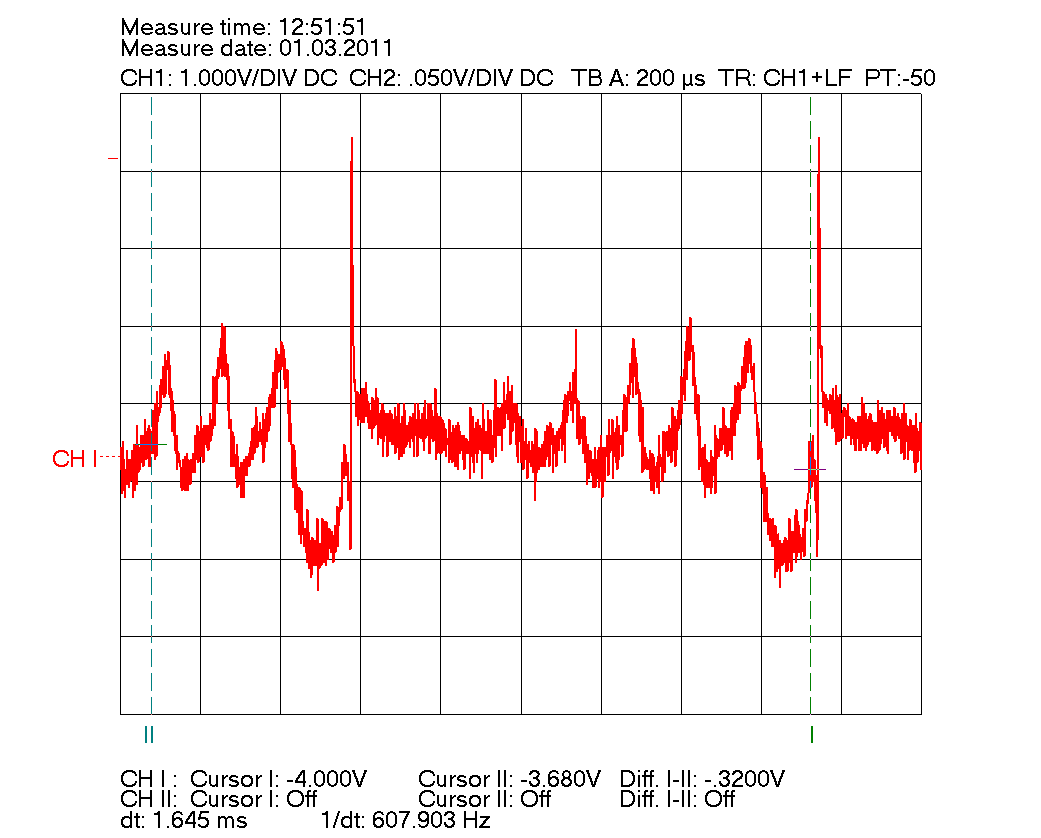 Measure time: 12:51:51
Measure date: 01.03.2011
CH1: 1.000V/DIV DC CH2: .050V/DIV DC TB A: 200 µs TR: CH1+LF PT:-50
CH I
II I
CH I : Cursor I: -4.000V Cursor II: -3.680V Diff. I-II: -.3200V
CH II: Cursor I: Off Cursor II: Off Diff. I-II: Off
dt: 1.645 ms 1/dt: 607.903 Hz